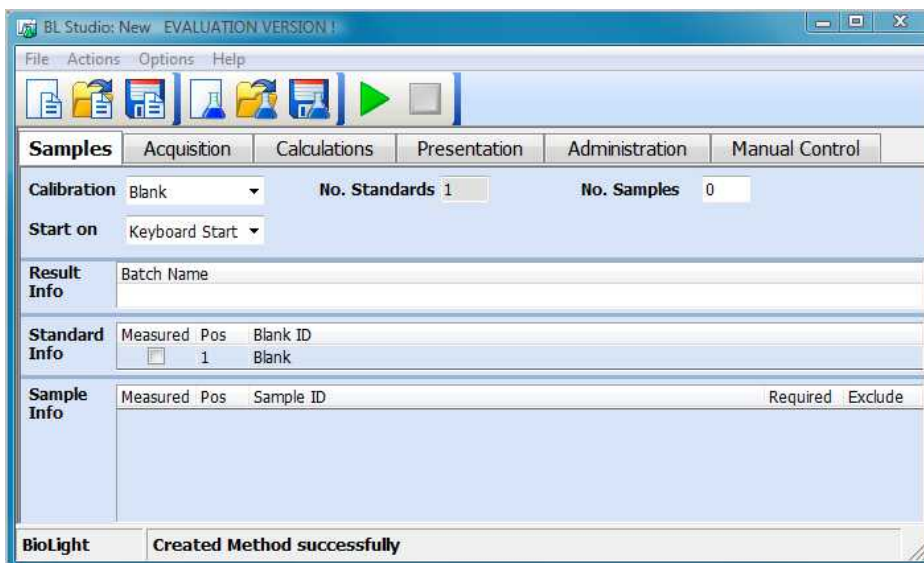 BL Studio: New EVALUATION VERSION !
File Actions Options Help
Samples Acquisition Calculations Presentation Administration Manual Control
Calibration Blank No. Standards 1 No. Samples 0
Start on Keyboard Start
Result Info Batch Name
Standard Info Measured Pos Blank ID
1 Blank
Sample Info Measured Pos Sample ID Required Exclude
BioLight Created Method successfully